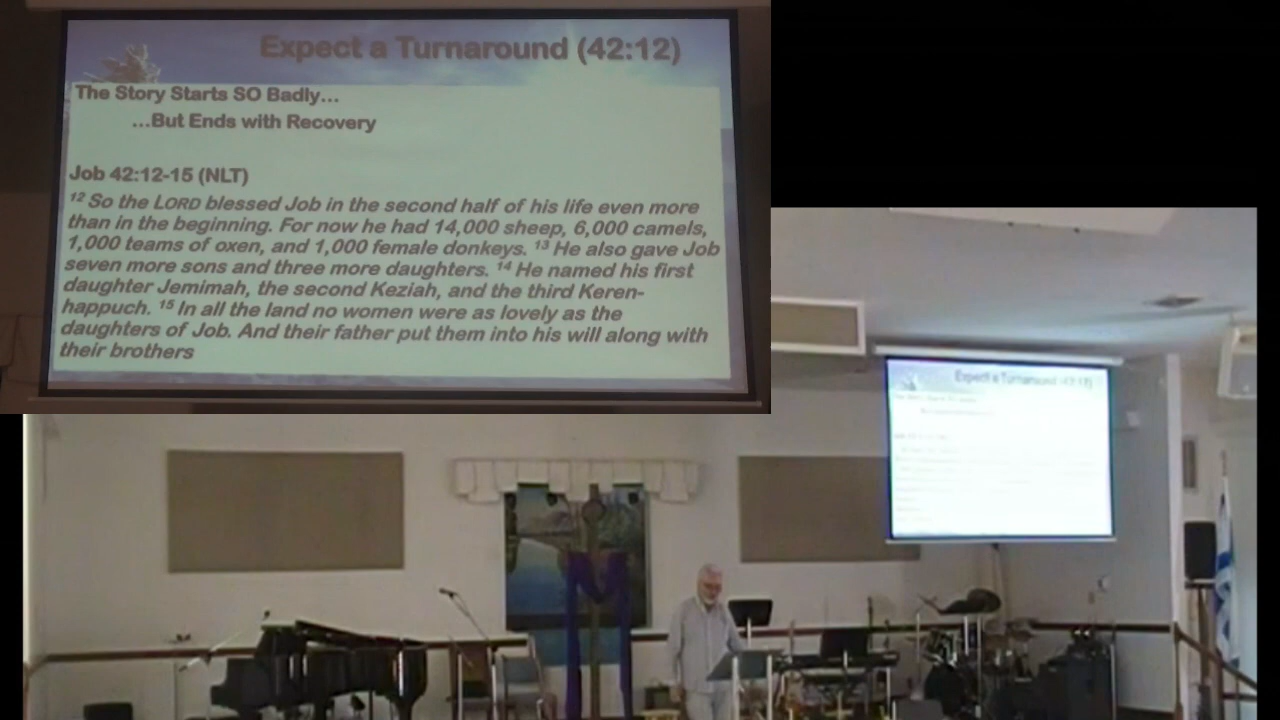 Expect a Turnaround (42:12)
The Story Starts SO Badly...
...But Ends with Recovery
Job 42:12-15 (NLT)
12 So the LORD blessed Job in the second half of his life even more
than in the beginning. For now he had 14,000 sheep, 6,000 camels,
1,000 teams of oxen, and 1,000 female donkeys. 13 He also gave Job
seven more sons and three more daughters. 14 He named his first
daughter Jemimah, the second Keziah, and the third Keren-
happuch. 15 In all the land no women were as lovely as the
daughters of Job. And their father put them into his will along with
their brothers
Expect a Turnaround (42:12)